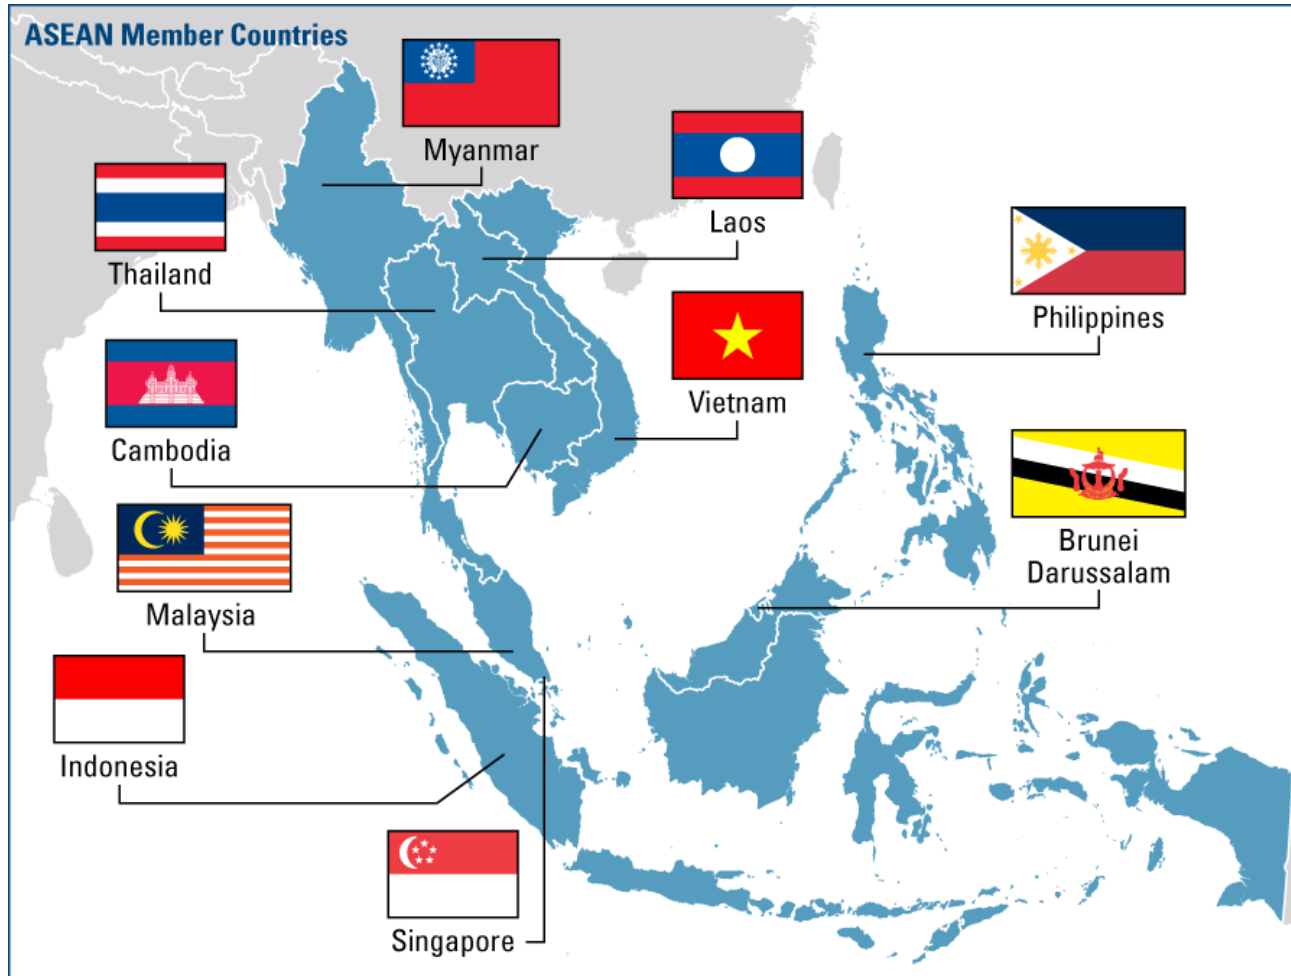 ASEAN Member Countries
Myanmar
Laos
Thailand
Philippines
Vietnam
Cambodia
Brunei
Darussalam
Malaysia
Indonesia
Singapore